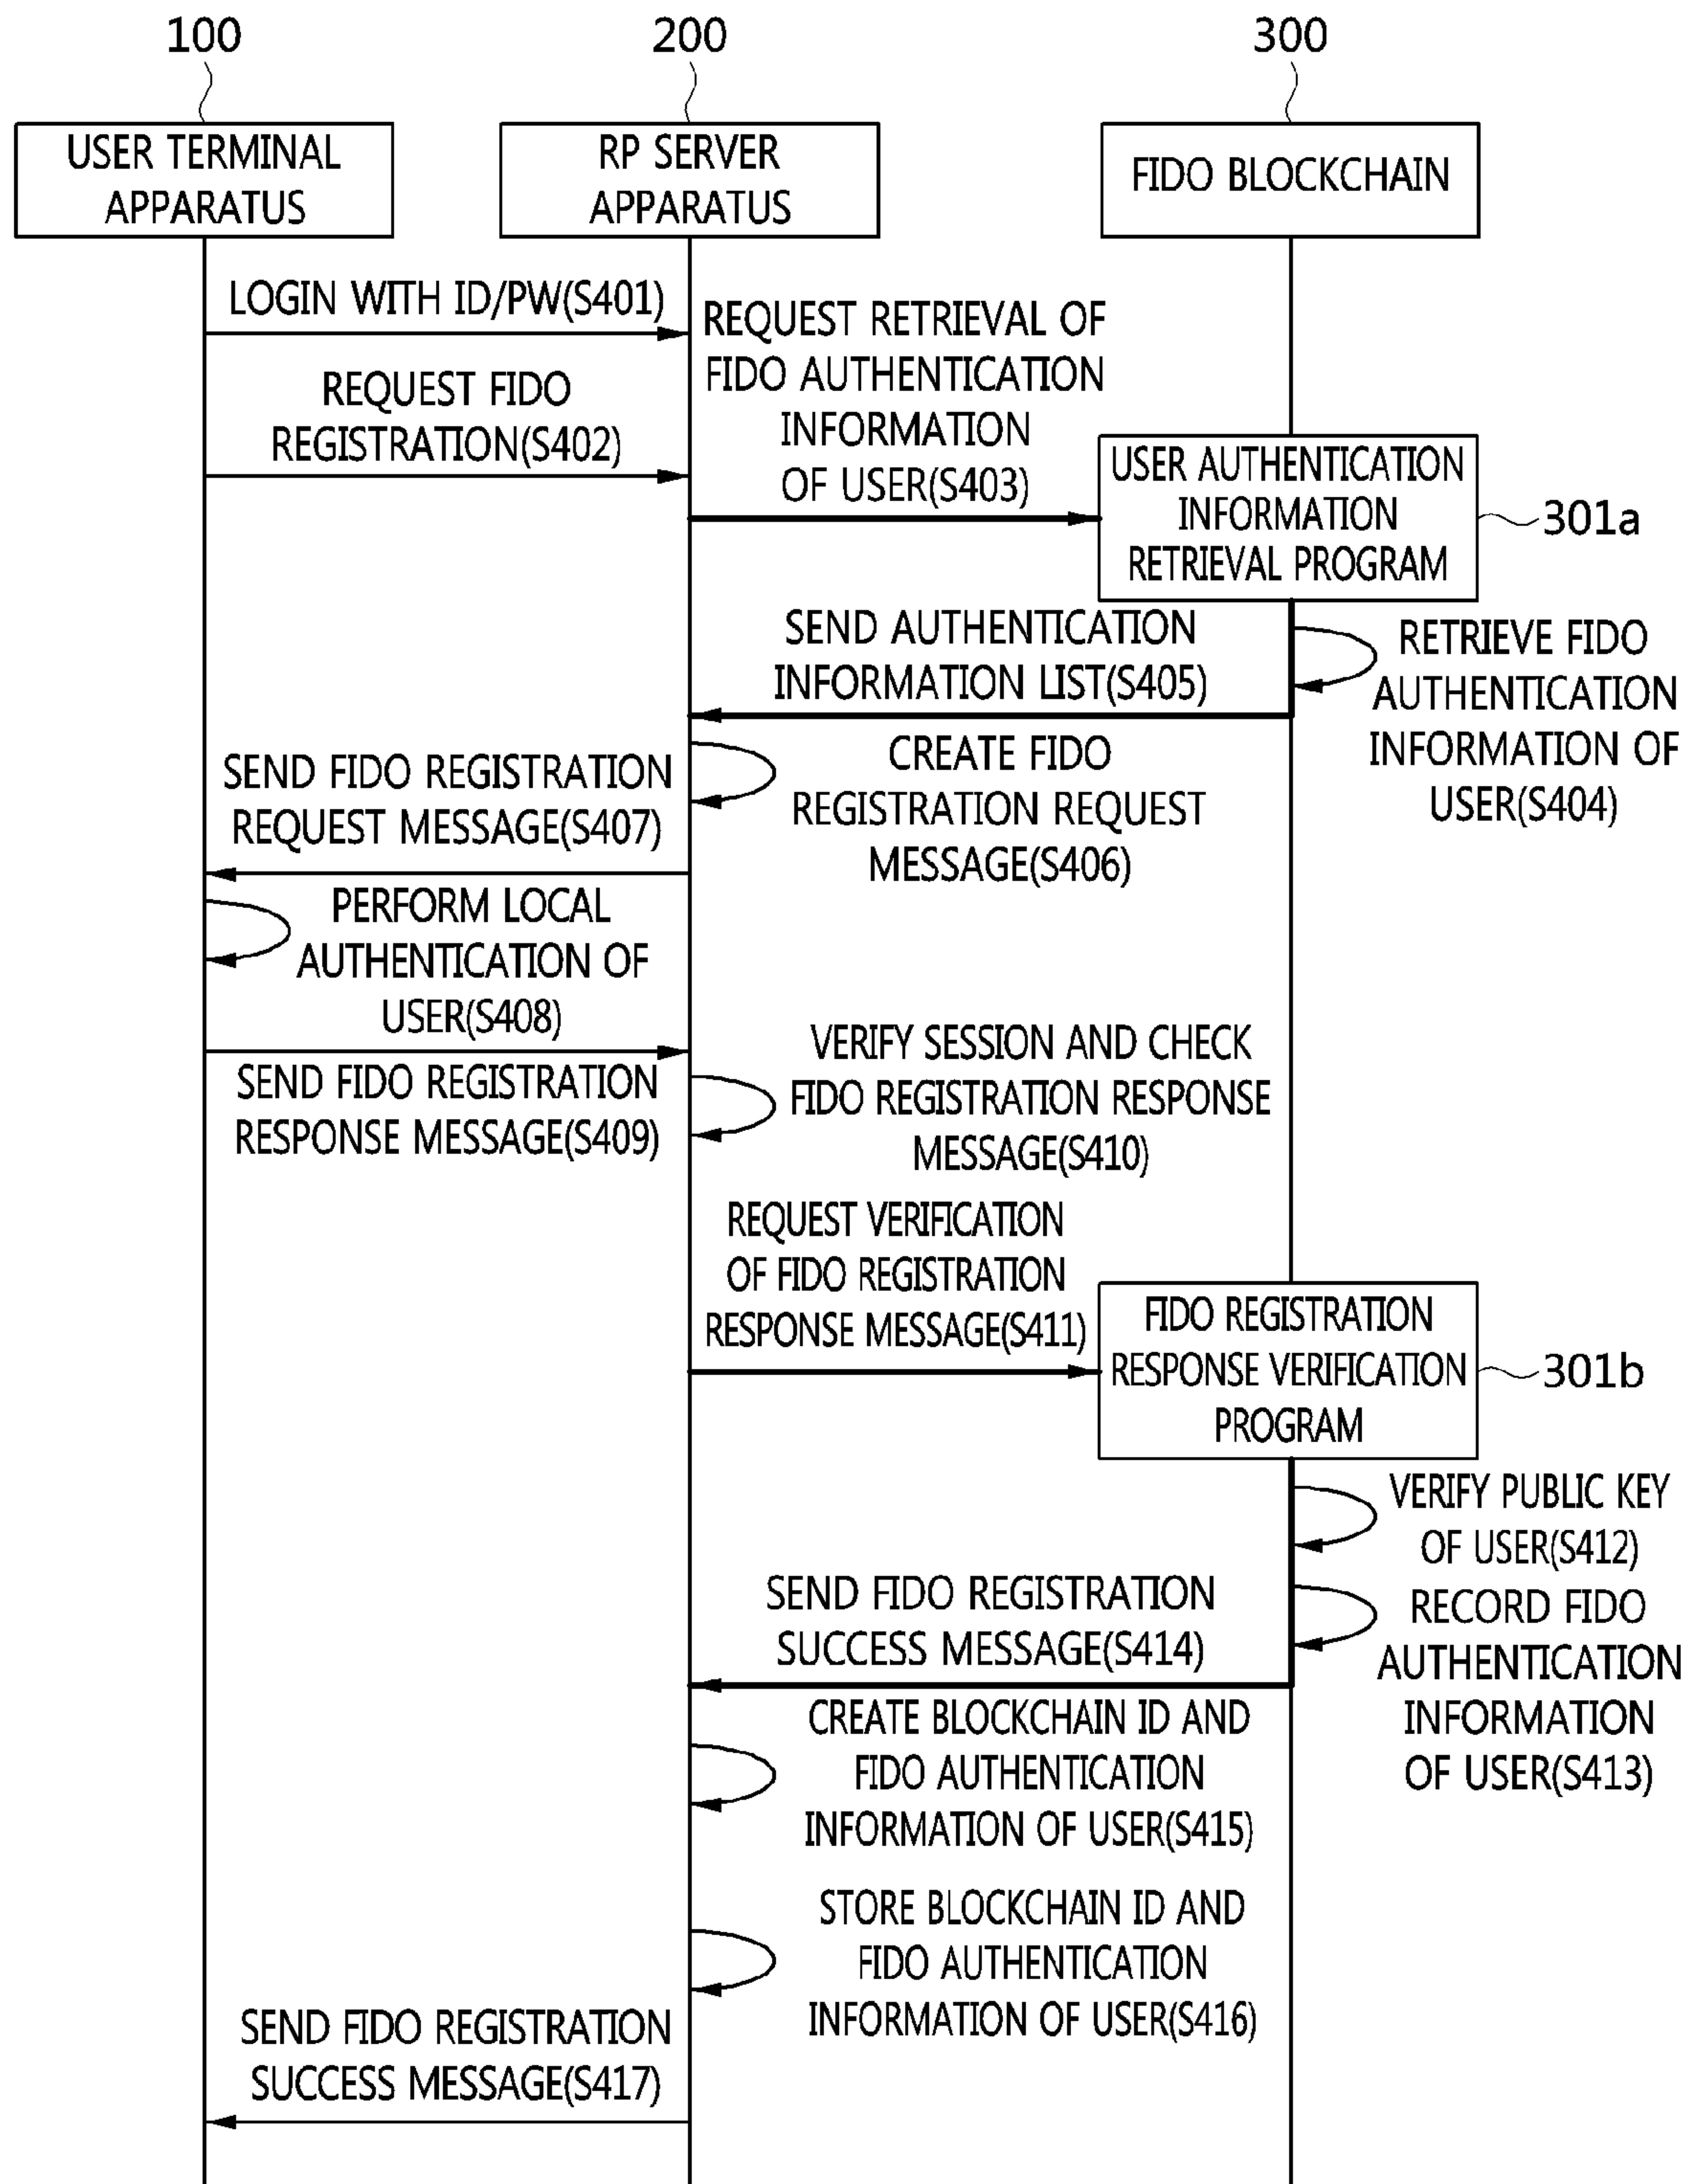 100
200
300
USER TERMINAL
APPARATUS
RP SERVER
APPARATUS
FIDO BLOCKCHAIN
LOGIN WITH ID/PW(S401)
REQUEST FIDO
REGISTRATION(S402)
REQUEST RETRIEVAL OF
FIDO AUTHENTICATION
INFORMATION
OF USER(S403)
USER AUTHENTICATION
INFORMATION
RETRIEVAL PROGRAM
301a
RETRIEVE FIDO
AUTHENTICATION
INFORMATION OF
USER(S404)
SEND AUTHENTICATION
INFORMATION LIST(S405)
CREATE FIDO
REGISTRATION REQUEST
MESSAGE(S406)
SEND FIDO REGISTRATION
REQUEST MESSAGE(S407)
PERFORM LOCAL
AUTHENTICATION OF
USER(S408)
SEND FIDO REGISTRATION
RESPONSE MESSAGE(S409)
VERIFY SESSION AND CHECK
FIDO REGISTRATION RESPONSE
MESSAGE(S410)
REQUEST VERIFICATION
OF FIDO REGISTRATION
RESPONSE MESSAGE(S411)
FIDO REGISTRATION
RESPONSE VERIFICATION
PROGRAM
301b
VERIFY PUBLIC KEY
OF USER(S412)
RECORD FIDO
AUTHENTICATION
INFORMATION
OF USER(S413)
SEND FIDO REGISTRATION
SUCCESS MESSAGE(S414)
CREATE BLOCKCHAIN ID AND
FIDO AUTHENTICATION
INFORMATION OF USER(S415)
STORE BLOCKCHAIN ID AND
FIDO AUTHENTICATION
INFORMATION OF USER(S416)
SEND FIDO REGISTRATION
SUCCESS MESSAGE(S417)